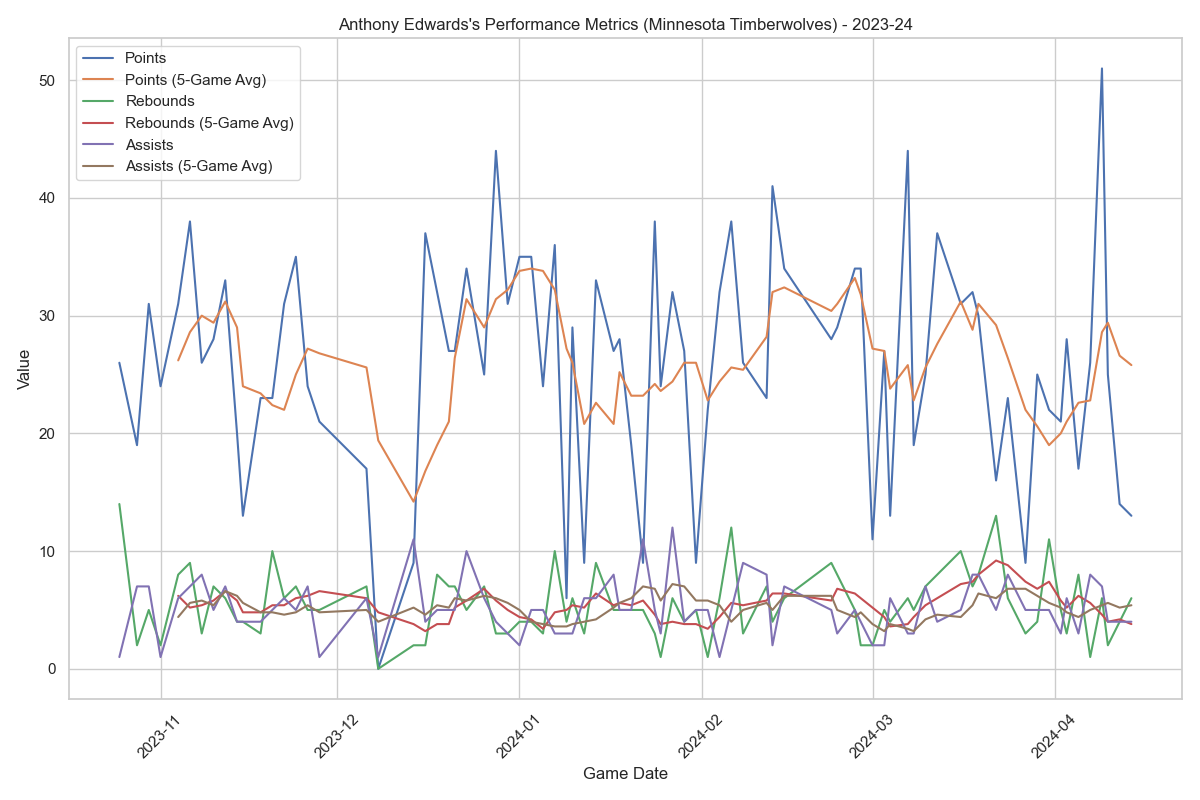 Anthony Edwards's Performance Metrics (Minnesota Timberwolves) - 2023-24
Points
Points (5-Game Avg)
Rebounds
Rebounds (5-Game Avg)
Assists
Assists (5-Game Avg)
Value
50
40
30
20
10
0
2023-11
2023-12
2024-01
2024-02
2024-03
2024-04
Game Date